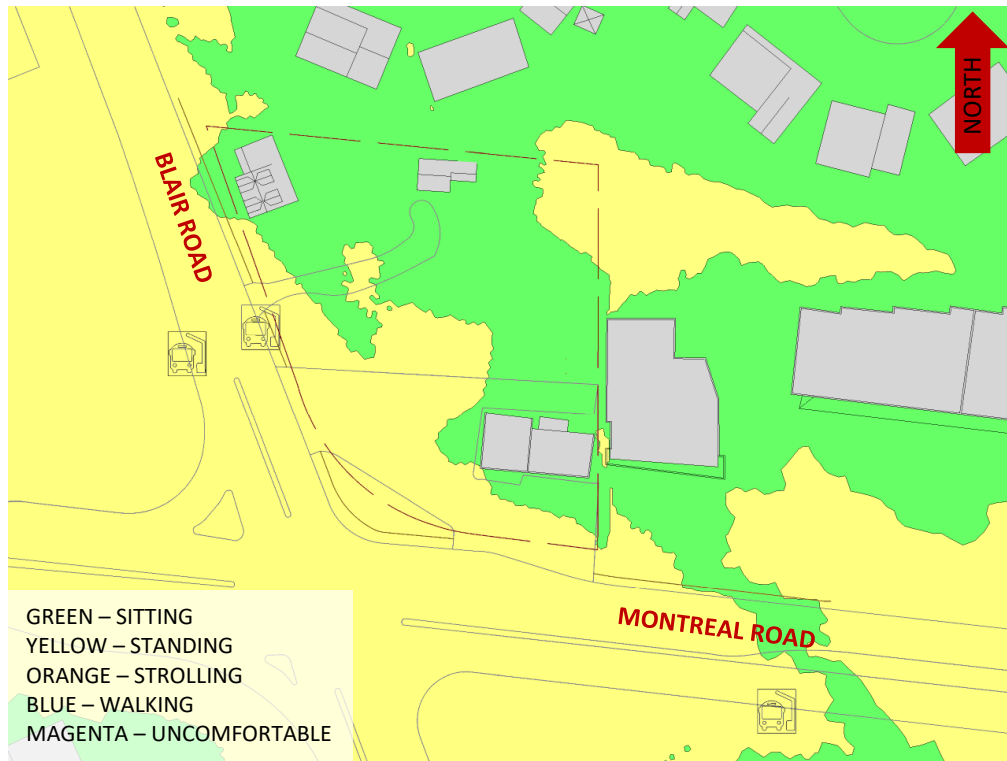 NORTH
BLAIR ROAD
MONTREAL ROAD
GREEN – SITTING
YELLOW – STANDING
ORANGE – STROLLING
BLUE – WALKING
MAGENTA – UNCOMFORTABLE